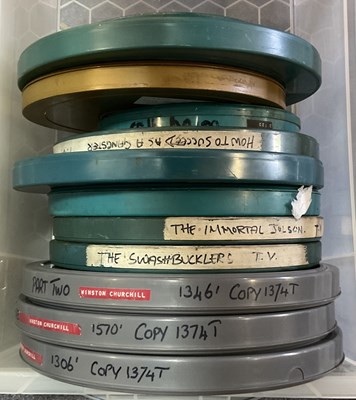 HOW TO SUCCEED AS A GANGSTER
THE IMMORTAL JOLSON. T.V
THE SWASHBUCKLERS T.V.
PART TWO WINSTON CHURCHILL 1346' COPY 1374T
WINSTON CHURCHILL 1570' COPY 1374T
1306' COPY 1374T